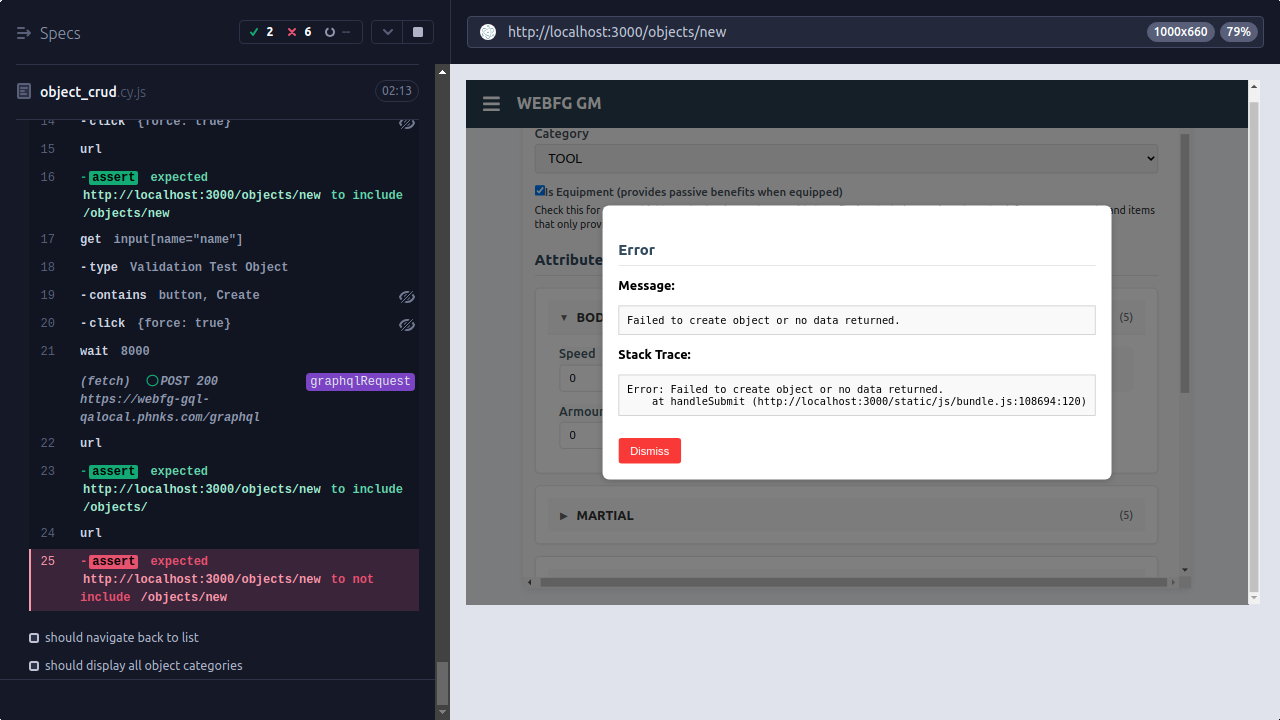 Specs
2
6
--
object_crud.cy.js
02:13
14 -click {force: true}
15 url
16 -assert expected
http://localhost:3000/objects/new to include
/objects/new
17 get input[name="name"]
18 -type Validation Test Object
19 -contains button, Create
20 -click {force: true}
21 wait 8000
(fetch) POST 200 graphqlRequest
https://webfg-gql-
qalocal.phnks.com/graphql
22 url
23 -assert expected
http://localhost:3000/objects/new to include
/objects/
24 url
25 -assert expected
http://localhost:3000/objects/new to not
include /objects/new
should navigate back to list
should display all object categories
http://localhost:3000/objects/new
1000x660
79%
WEBFG GM
Category
TOOL
Is Equipment (provides passive benefits when equipped)
Check this for
and items
that only prov
Attribute
BOD
(5)
Speed
0
Armou
0
MARTIAL
(5)
Error
Message:
Failed to create object or no data returned.
Stack Trace:
Error: Failed to create object or no data returned.
at handleSubmit (http://localhost:3000/static/js/bundle.js:108694:120)
Dismiss